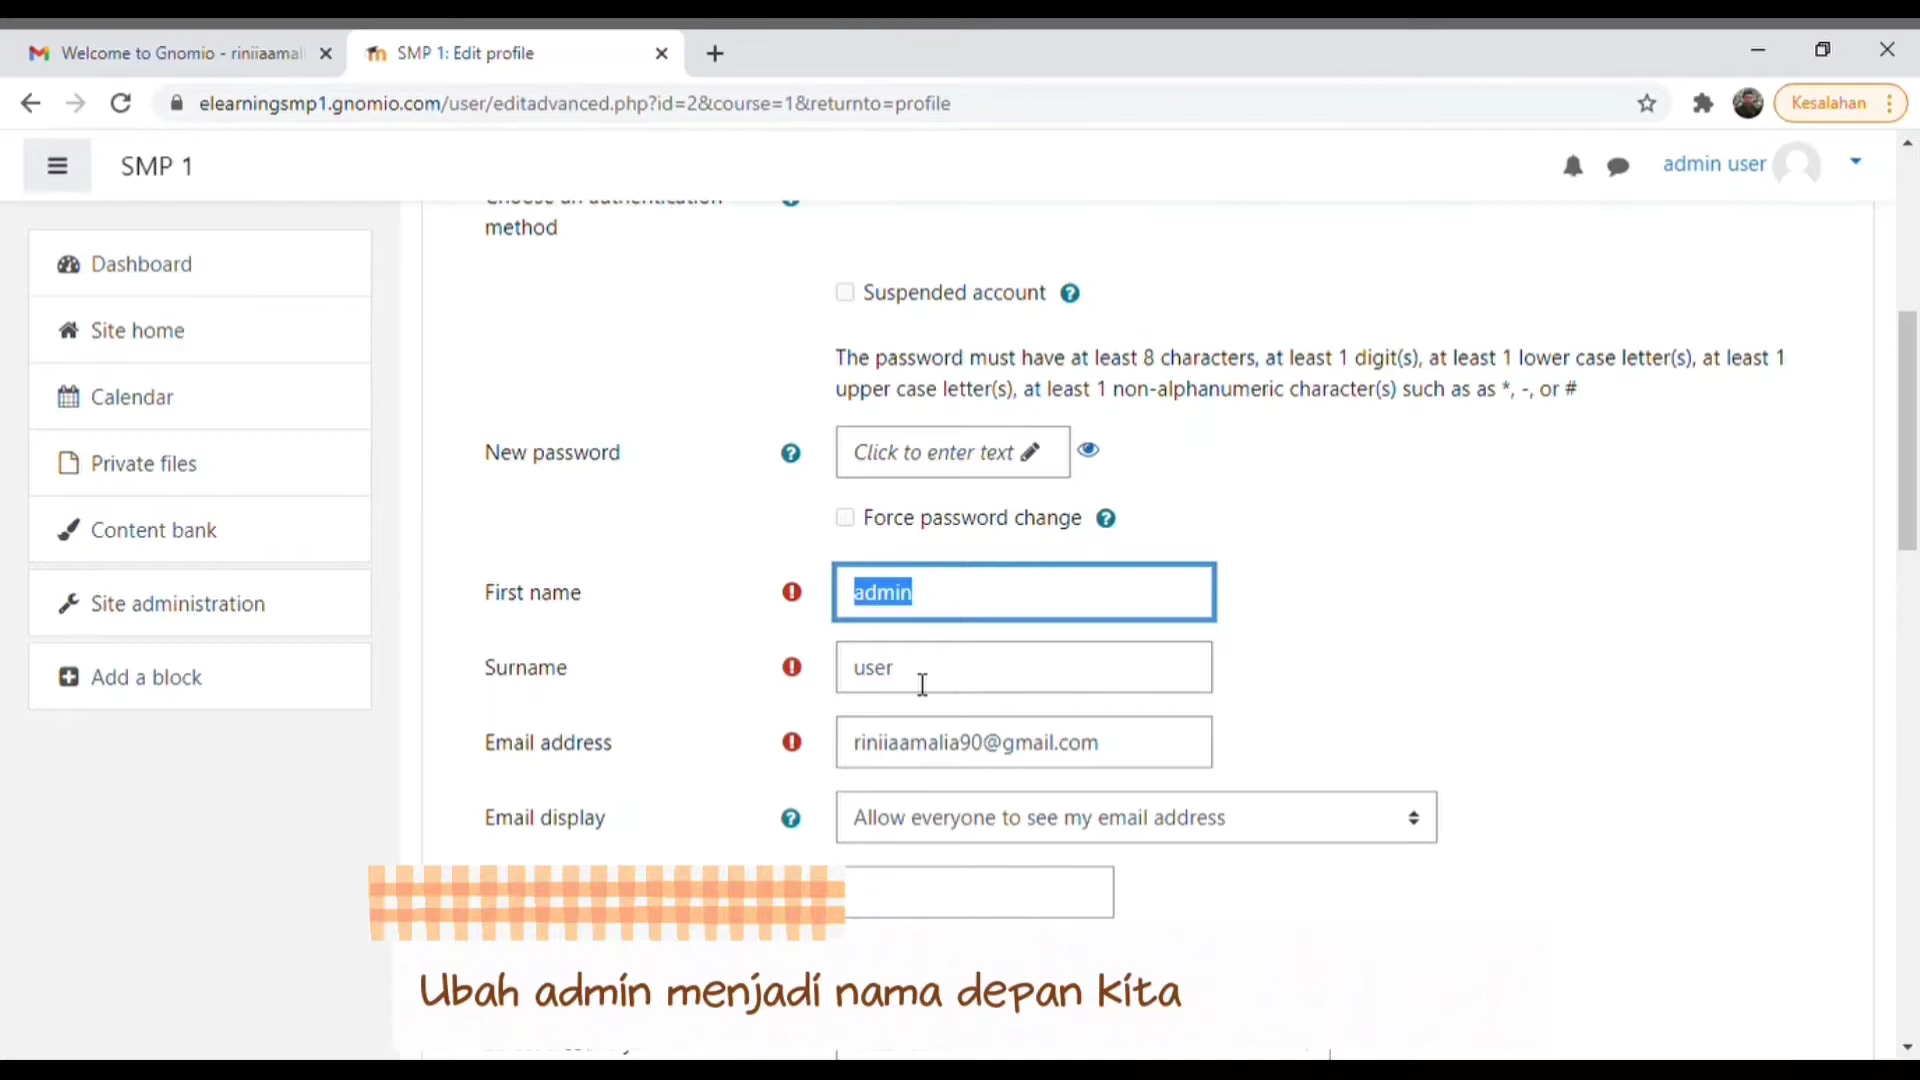 Welcome to Gnomio - riniiaamal
SMP 1: Edit profile
elearningsmp1.gnomio.com/user/editadvanced.php?id=2&course=1&returnto=profile
Kesalahan
SMP 1
admin user
Dashboard
Site home
Calendar
Private files
Content bank
Site administration
Add a block
Choose an authentication
method
Suspended account
The password must have at least 8 characters, at least 1 digit(s), at least 1 lower case letter(s), at least 1
upper case letter(s), at least 1 non-alphanumeric character(s) such as as *, -, or #
New password
Click to enter text
Force password change
First name
admin
Surname
user
Email address
riniiaamalia90@gmail.com
Email display
Allow everyone to see my email address
Ubah admin menjadi nama depan kita